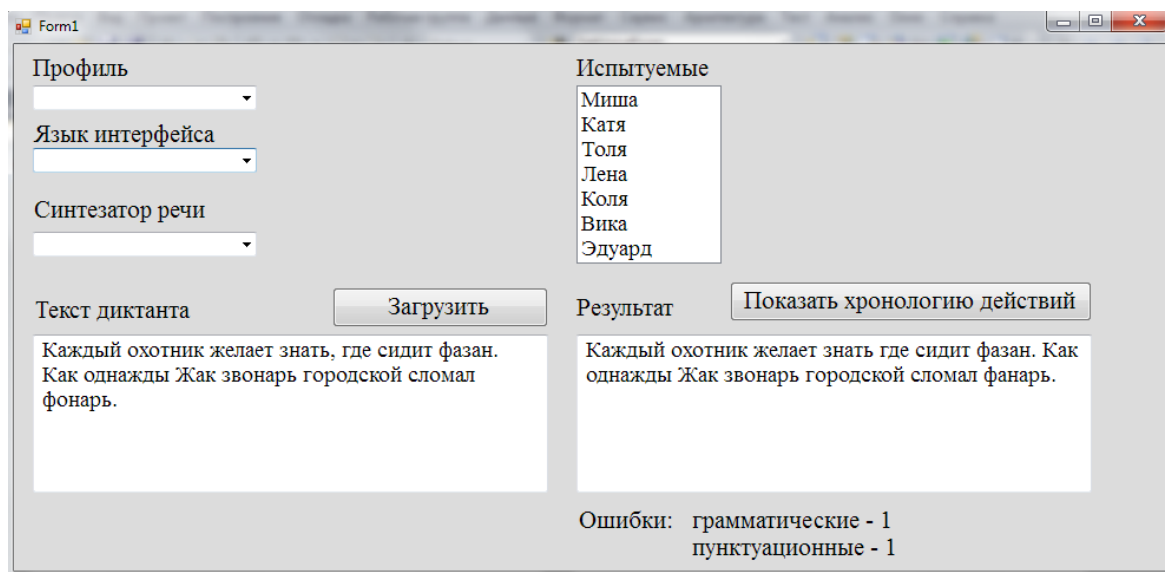 Form1
Профиль
Язык интерфейса
Синтезатор речи
Испытуемые
Миша
Катя
Толя
Лена
Коля
Вика
Эдуард
Текст диктанта
Загрузить
Каждый охотник желает знать, где сидит фазан.
Как однажды Жак звонарь городской сломал
фонарь.
Результат
Показать хронологию действий
Каждый охотник желает знать где сидит фазан. Как
однажды Жак звонарь городской сломал фанарь.
Ошибки: грамматические - 1
пунктуационные - 1